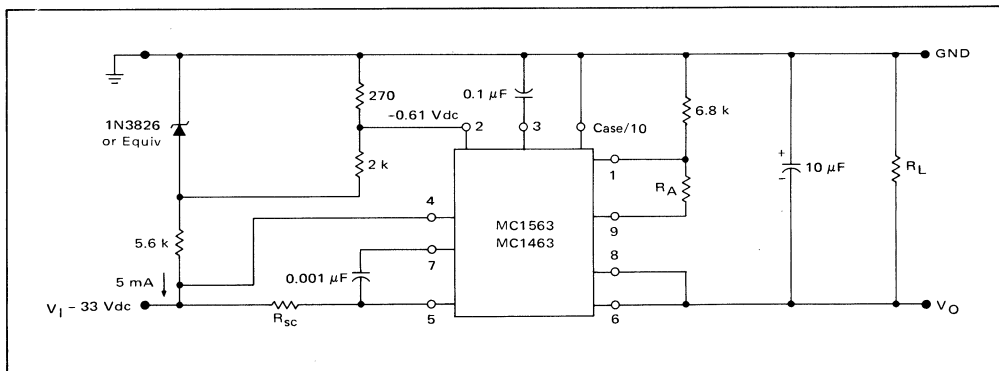 GND
270
0.1 µF
6.8 k
1N3826
or Equiv
-0.61 Vdc
2
3
Case/10
2 k
1
10 µF
+
−
RL
RA
4
MC1563
MC1463
9
5.6 k
7
8
5 mA
0.001 µF
VI - 33 Vdc
Rsc
5
6
VO